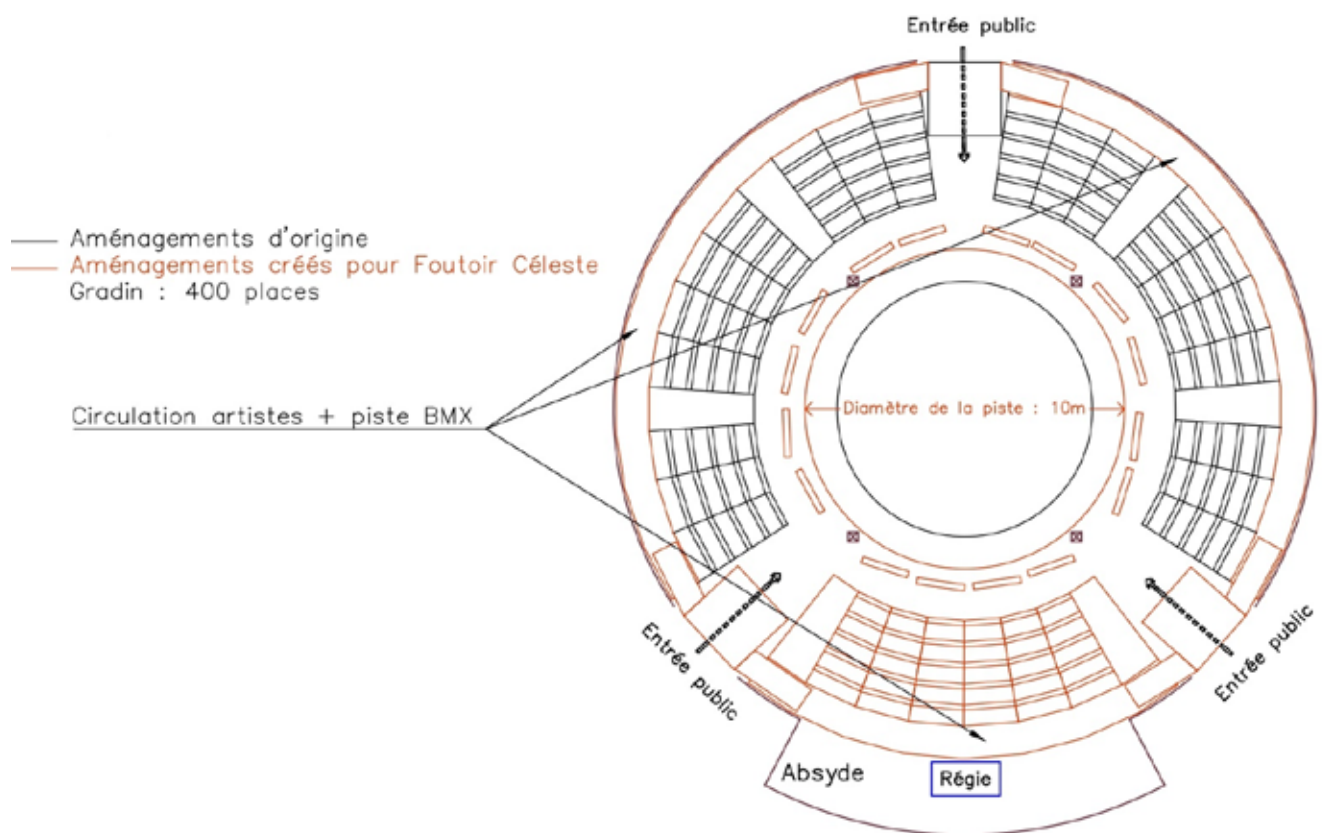 Entrée public
Aménagements d'origine
Aménagements créés pour Foutoir Céleste
Gradin : 400 places
Circulation artistes + piste BMX
Diamètre de la piste : 10m
Entrée public
Entrée public
Absyde
Régie